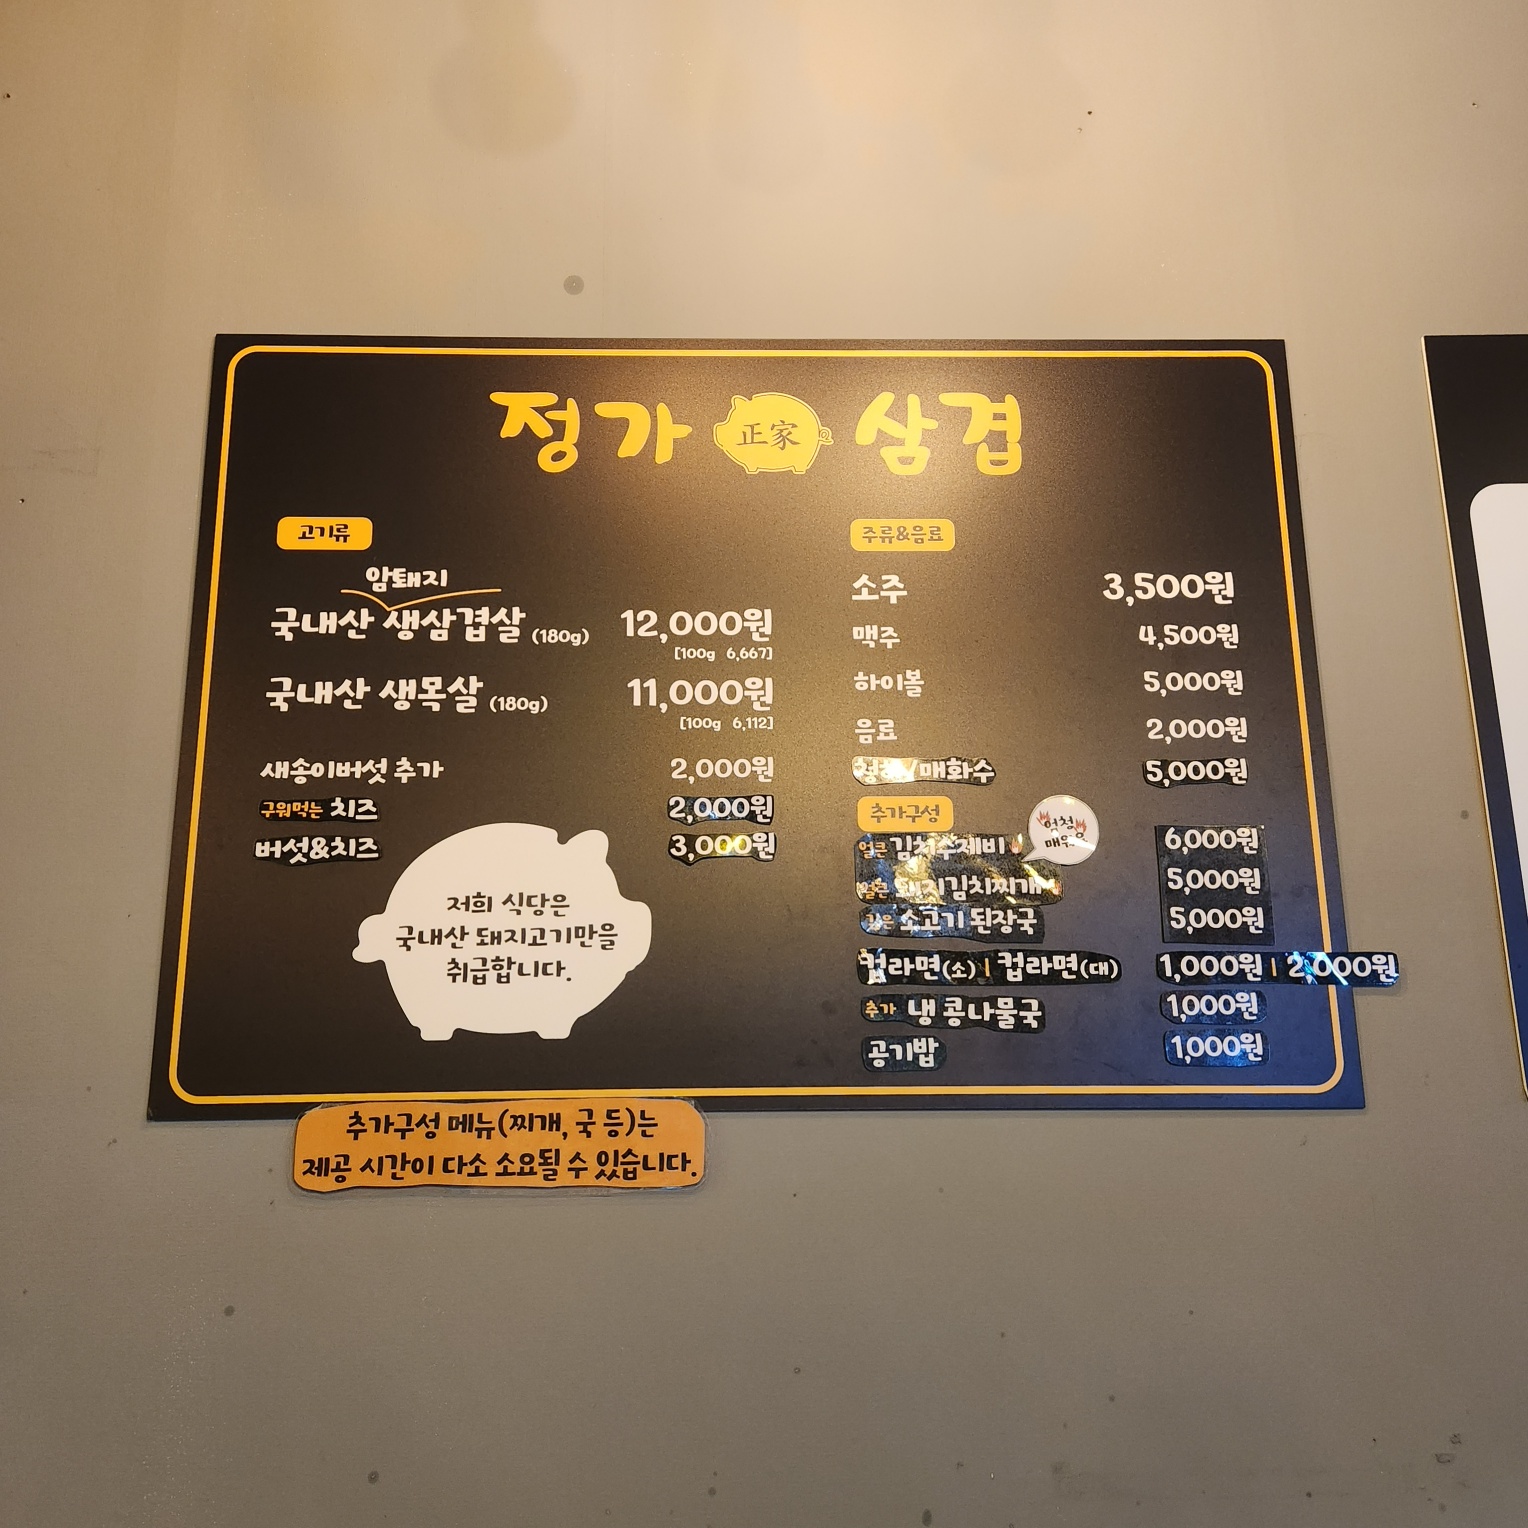 정가 正家 삼겹
고기류
암퇘지
국내산 생삼겹살 (180g) 12,000원
[100g 6,667]
국내산 생목살 (180g) 11,000원
[100g 6,112]
새송이버섯 추가 2,000원
구워먹는 치즈 2,000원
버섯&치즈 3,000원
저희 식당은
국내산 돼지고기만을
취급합니다.
주류&음료
소주 3,500원
맥주 4,500원
하이볼 5,000원
음료 2,000원
청하/매화수 5,000원
추가구성
엄청
매워요
얼큰 김치수제비 6,000원
얼큰 돼지김치찌개 5,000원
소고기 된장국 5,000원
컵라면(소) | 컵라면(대) 1,000원 | 2,000원
추가 냉콩나물국 1,000원
공기밥 1,000원
추가구성 메뉴(찌개, 국 등)는
제공 시간이 다소 소요될 수 있습니다.